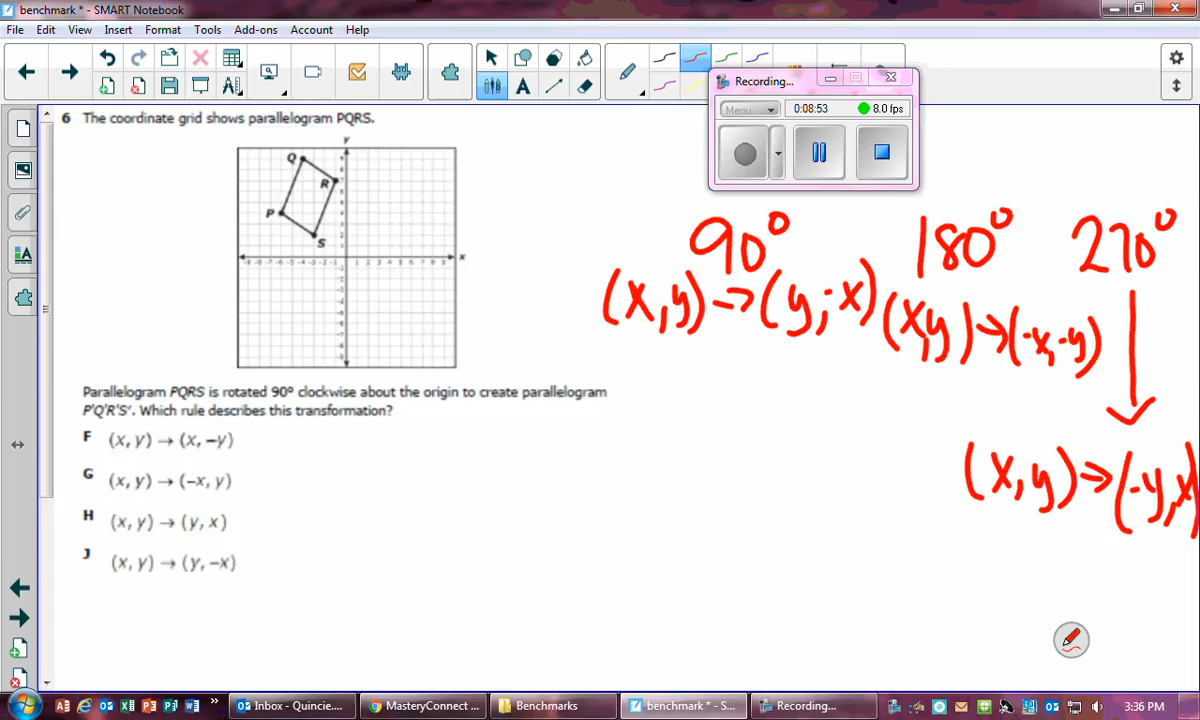 benchmark * - SMART Notebook
File Edit View Insert Format Tools Add-ons Account Help
Recording...
Menu 0:08:53 8.0 fps
6 The coordinate grid shows parallelogram PQRS.
y
Q
R
P
S
x
90° 180° 270°
(x,y)→(y,-x) (x,y)→(-x,-y)
(x,y)→(-y,x)
Parallelogram PQRS is rotated 90º clockwise about the origin to create parallelogram
P'Q'R'S'. Which rule describes this transformation?
F (x, y) → (x, −y)
G (x, y) → (−x, y)
H (x, y) → (y, x)
J (x, y) → (y, −x)
Inbox - Quincie.... MasteryConnect ... Benchmarks benchmark * - S... Recording... 3:36 PM